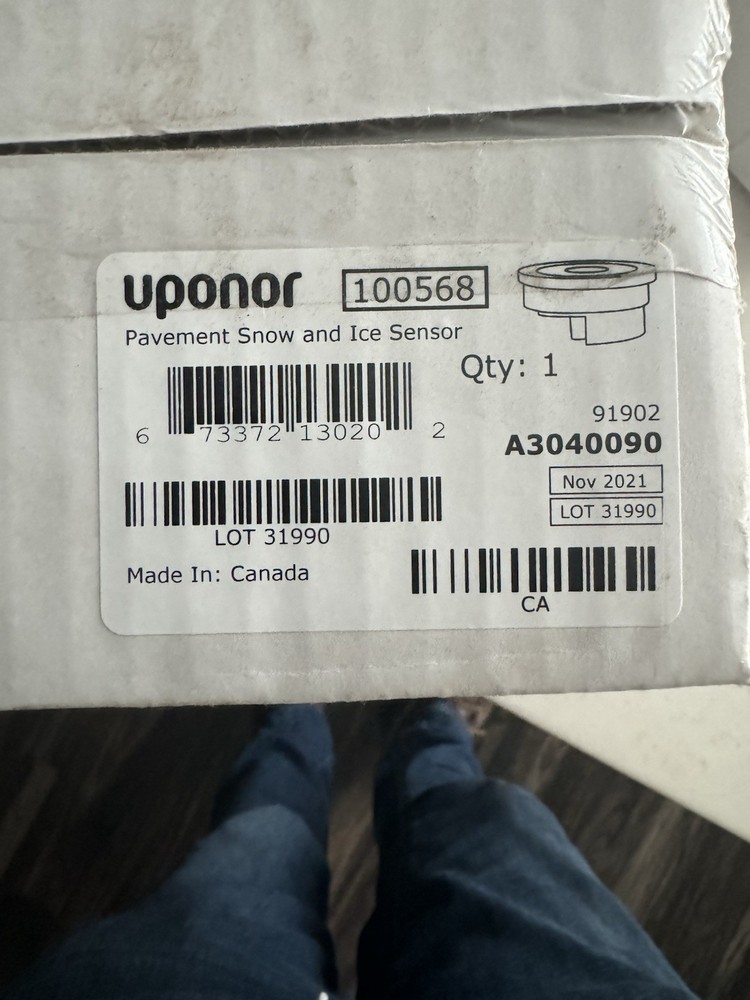 uponor
100568
Pavement Snow and Ice Sensor
Qty: 1
6 73372 13020 2
91902
A3040090
Nov 2021
LOT 31990
LOT 31990
Made In: Canada
CA